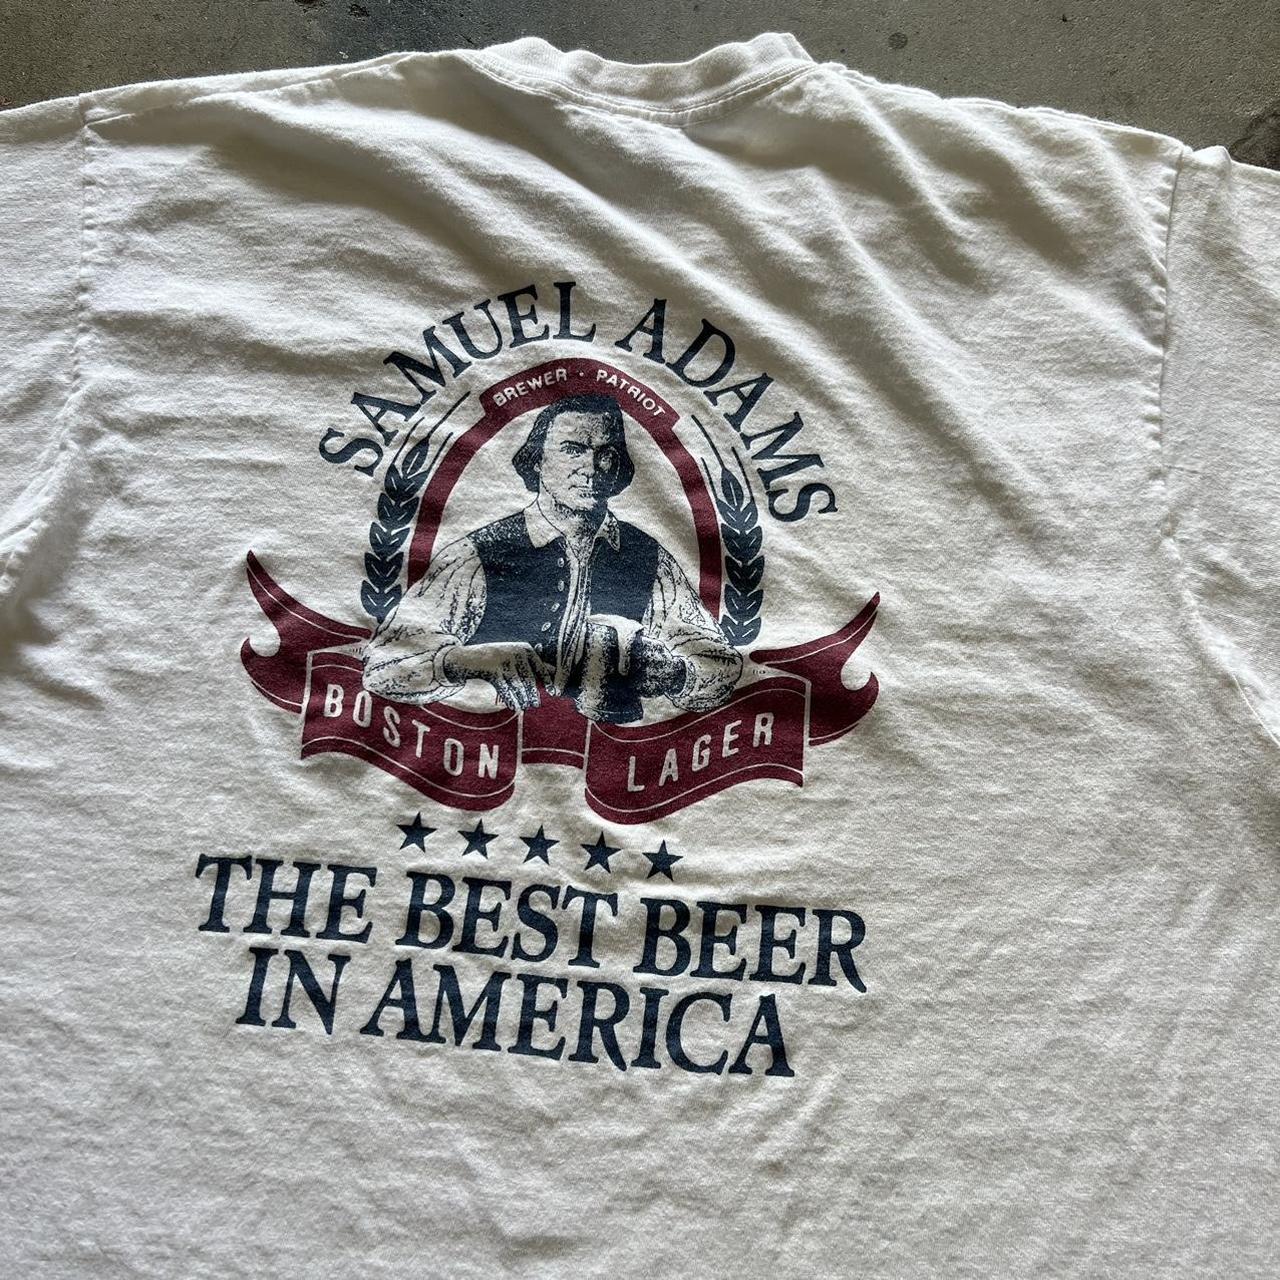 SAMUEL ADAMS
BREWER · PATRIOT
BOSTON LAGER
THE BEST BEER
IN AMERICA